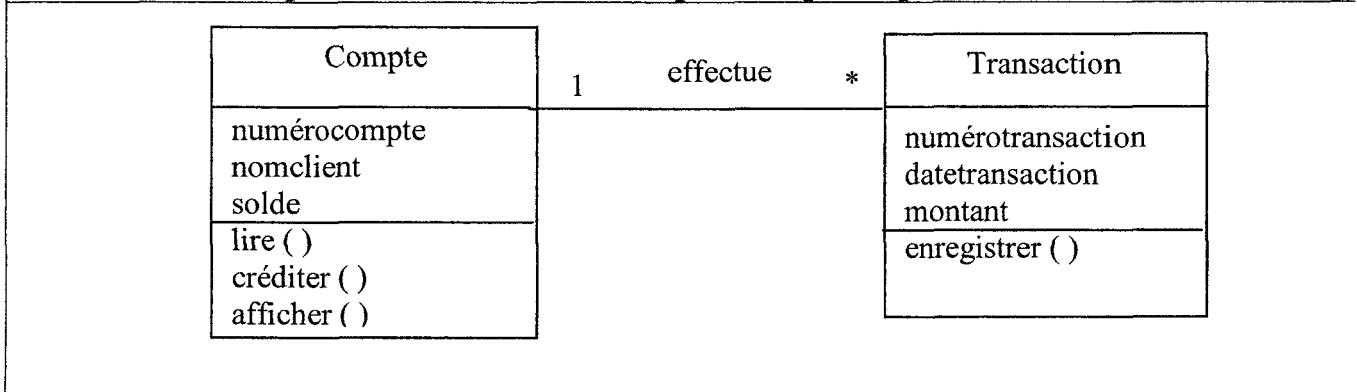 Compte
1 effectue *
Transaction
numérocompte
nomclient
solde
lire ( )
créditer ( )
afficher ( )
numérotransaction
datetransaction
montant
enregistrer ( )